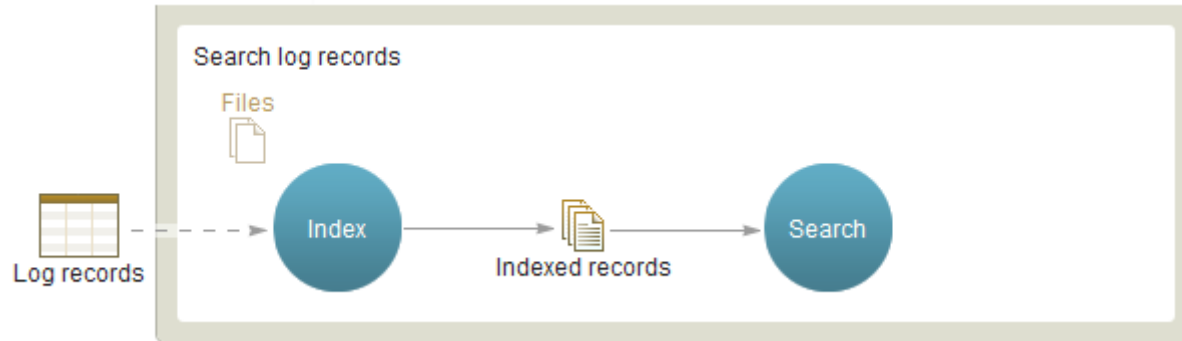 Search log records
Files
Index
Search
Indexed records
Log records